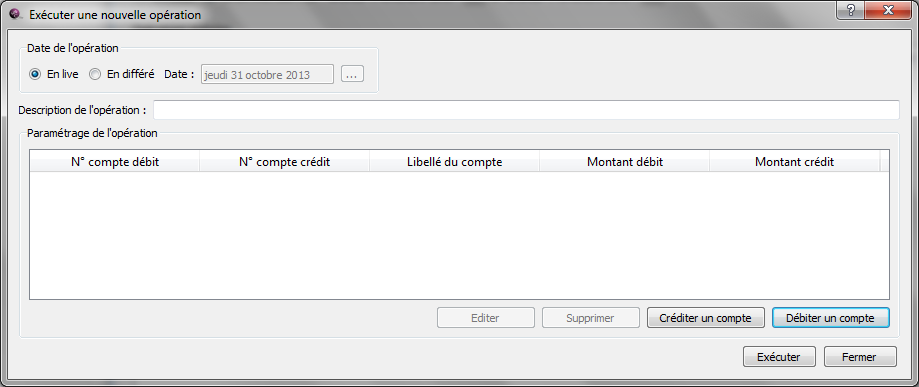 Exécuter une nouvelle opération
Date de l'opération
En live En différé Date : jeudi 31 octobre 2013 ...
Description de l'opération :
Paramétrage de l'opération
N° compte débit N° compte crédit Libellé du compte Montant débit Montant crédit
Editer Supprimer Créditer un compte Débiter un compte
Exécuter Fermer